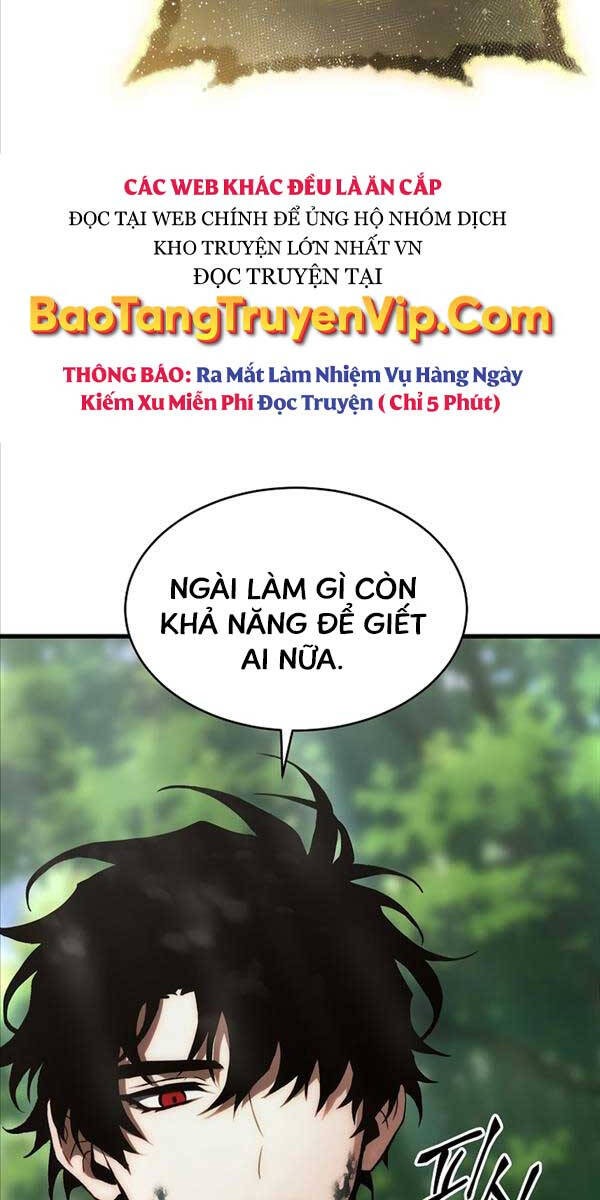 CÁC WEB KHÁC ĐỀU LÀ ĂN CẮP
ĐỌC TẠI WEB CHÍNH ĐỂ ỦNG HỘ NHÓM DỊCH
KHO TRUYỆN LỚN NHẤT VN
ĐỌC TRUYỆN TẠI
BaoTangTruyenVip.Com
THÔNG BÁO: Ra Mắt Làm Nhiệm Vụ Hàng Ngày
Kiếm Xu Miễn Phí Đọc Truyện ( Chỉ 5 Phút)
NGÀI LÀM GÌ CÒN
KHẢ NĂNG ĐỂ GIẾT
AI NỮA.